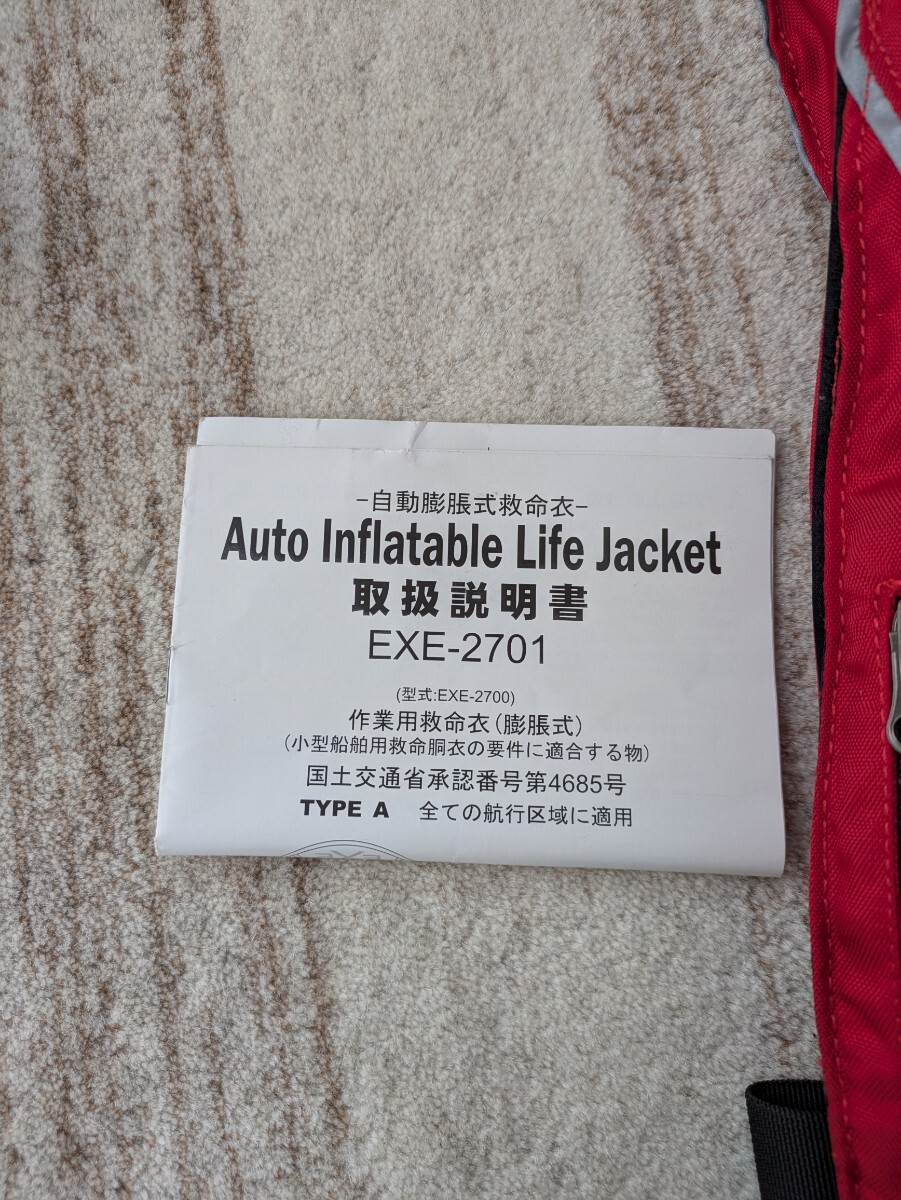 -自動膨脹式救命衣-
Auto Inflatable Life Jacket
取扱説明書
EXE-2701
(型式:EXE-2700)
作業用救命衣(膨脹式)
(小型船舶用救命胴衣の要件に適合する物)
国土交通省承認番号第4685号
TYPE A 全ての航行区域に適用